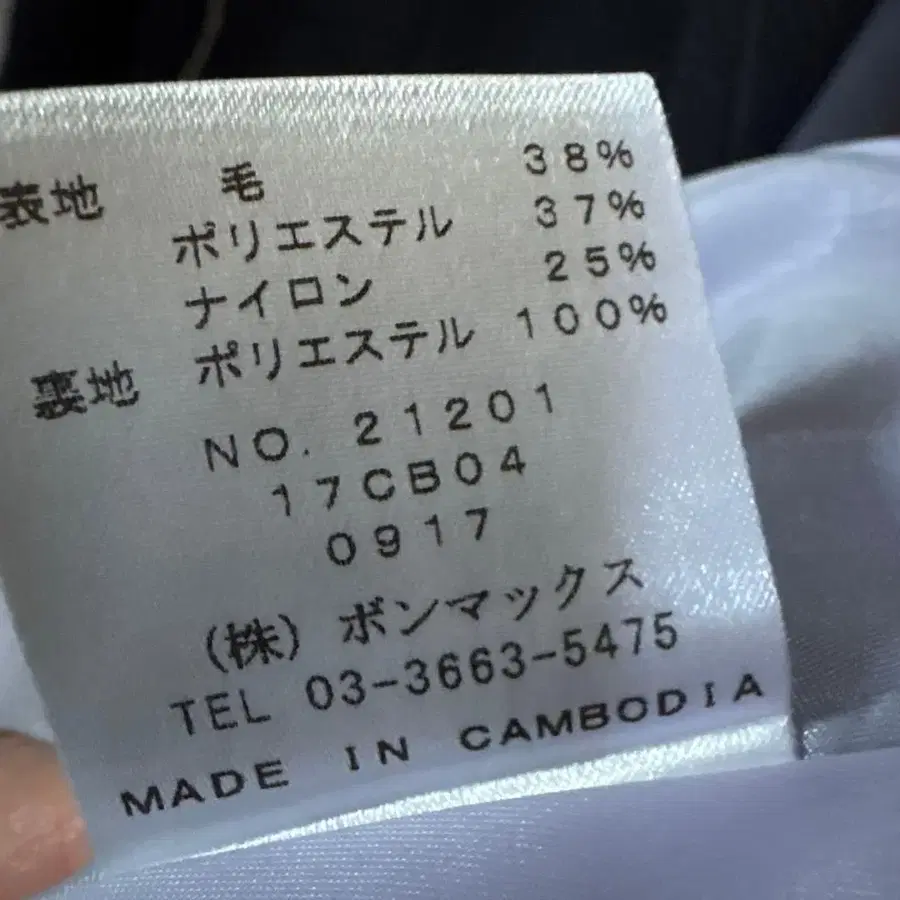 表地 毛 38%
ポリエステル 37%
ナイロン 25%
裏地 ポリエステル 100%
NO. 21201
17CB04
0917
(株) ボンマックス
TEL 03-3663-5475
MADE IN CAMBODIA